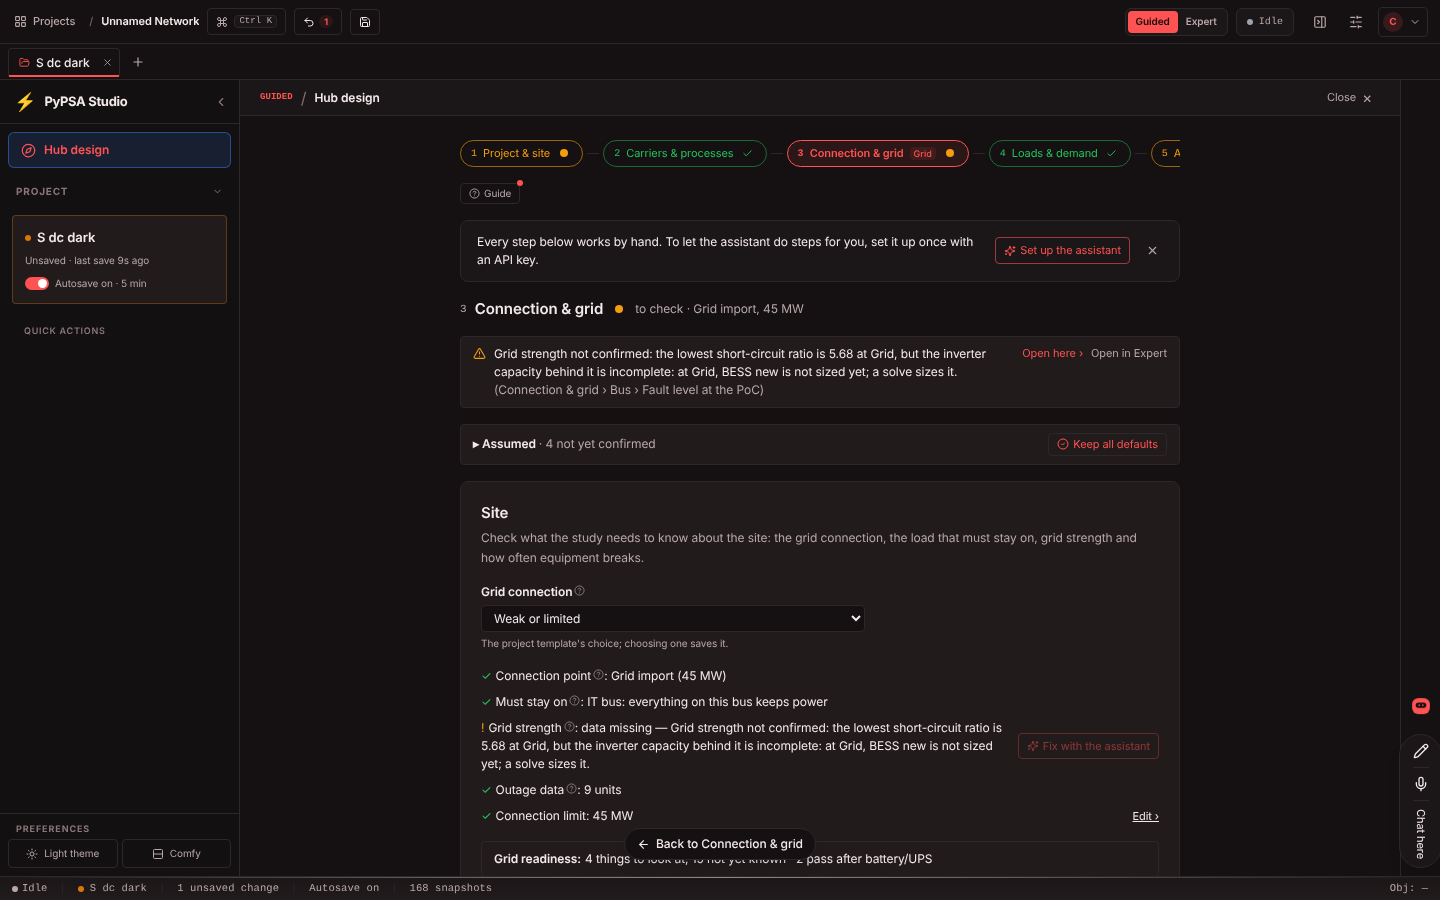 Projects / Unnamed Network Ctrl K 1 Guided Expert Idle C
S dc dark
PyPSA Studio
GUIDED / Hub design Close
Hub design
1 Project & site 2 Carriers & processes 3 Connection & grid Grid 4 Loads & demand 5 A
PROJECT
Guide
S dc dark
Unsaved · last save 9s ago
Autosave on · 5 min
QUICK ACTIONS
Every step below works by hand. To let the assistant do steps for you, set it up once with
an API key.
Set up the assistant
3 Connection & grid to check · Grid import, 45 MW
Grid strength not confirmed: the lowest short-circuit ratio is 5.68 at Grid, but the inverter
capacity behind it is incomplete: at Grid, BESS new is not sized yet; a solve sizes it.
(Connection & grid › Bus › Fault level at the PoC)
Open here › Open in Expert
▸ Assumed · 4 not yet confirmed Keep all defaults
Site
Check what the study needs to know about the site: the grid connection, the load that must stay on, grid strength and
how often equipment breaks.
Grid connection
Weak or limited
The project template's choice; choosing one saves it.
Connection point: Grid import (45 MW)
Must stay on: IT bus: everything on this bus keeps power
! Grid strength: data missing — Grid strength not confirmed: the lowest short-circuit ratio is
5.68 at Grid, but the inverter capacity behind it is incomplete: at Grid, BESS new is not sized
yet; a solve sizes it.
Fix with the assistant
Outage data: 9 units
Connection limit: 45 MW Edit ›
Back to Connection & grid
Grid readiness: 4 things to look at, 15 not yet known · 2 pass after battery/UPS
Chat here
PREFERENCES
Light theme Comfy
Idle S dc dark 1 unsaved change Autosave on 168 snapshots Obj: —